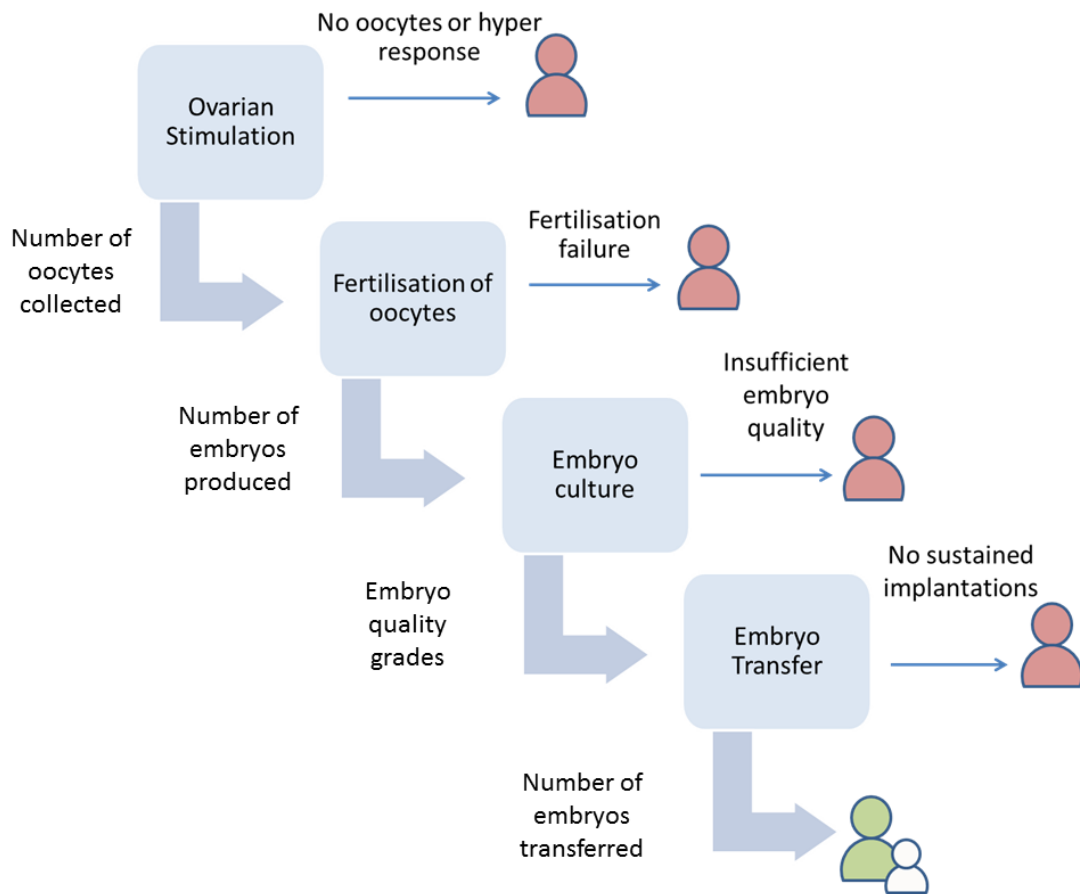 No oocytes or hyper
response
Ovarian
Stimulation
Number of
oocytes
collected
Fertilisation
failure
Fertilisation of
oocytes
Number of
embryos
produced
Insufficient
embryo
quality
Embryo
culture
Embryo
quality
grades
No sustained
implantations
Embryo
Transfer
Number of
embryos
transferred